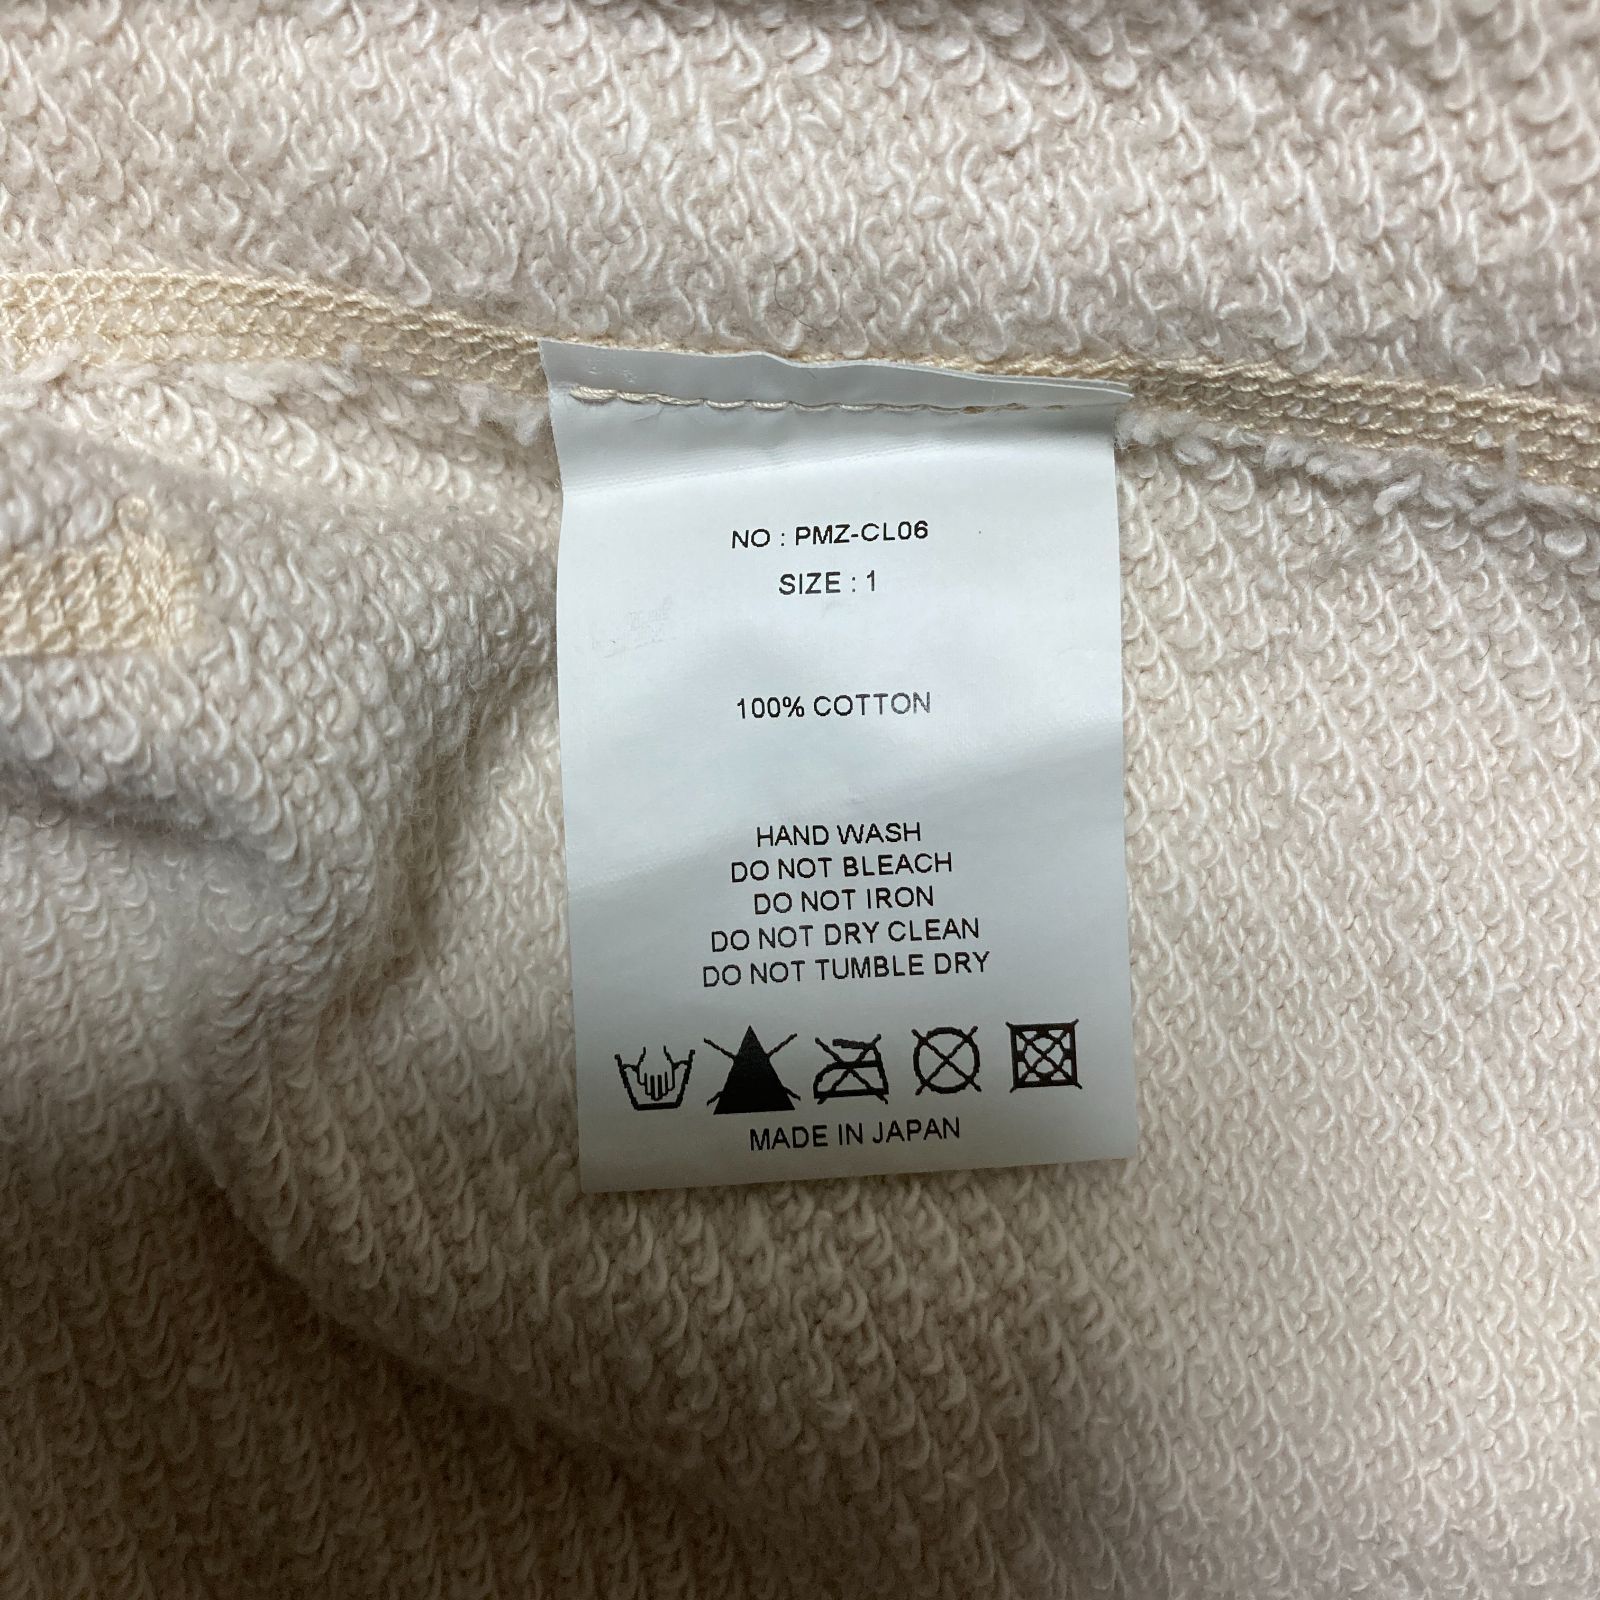 NO : PMZ-CL06
SIZE : 1
100% COTTON
HAND WASH
DO NOT BLEACH
DO NOT IRON
DO NOT DRY CLEAN
DO NOT TUMBLE DRY
MADE IN JAPAN